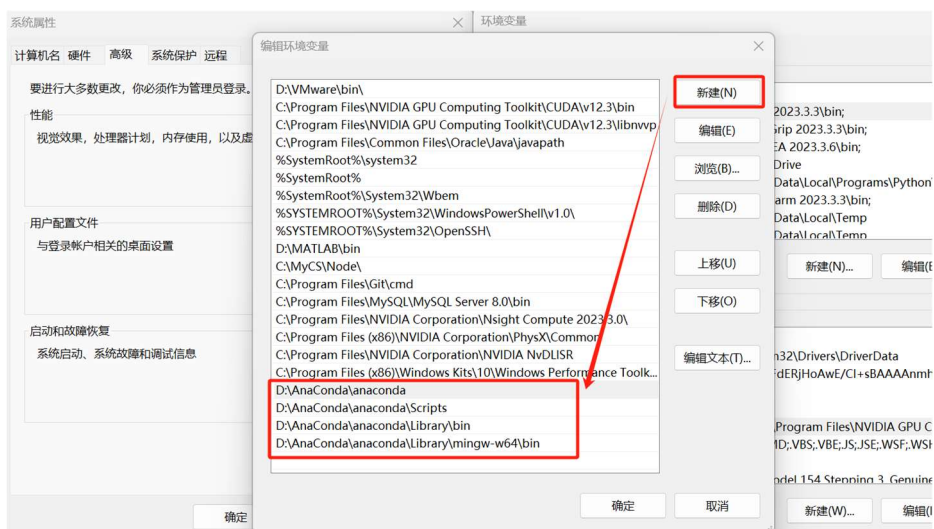 系统属性
环境变量
计算机名 硬件 高级 系统保护 远程
要进行大多数更改，你必须作为管理员登录。
性能
视觉效果，处理器计划，内存使用，以及虚
用户配置文件
与登录帐户相关的桌面设置
启动和故障恢复
系统启动、系统故障和调试信息
确定
编辑环境变量
D:\VMware\bin\
C:\Program Files\NVIDIA GPU Computing Toolkit\CUDA\v12.3\bin
C:\Program Files\NVIDIA GPU Computing Toolkit\CUDA\v12.3\libnvvp
C:\Program Files\Common Files\Oracle\Java\javapath
%SystemRoot%\system32
%SystemRoot%
%SystemRoot%\System32\Wbem
%SYSTEMROOT%\System32\WindowsPowerShell\v1.0\
%SYSTEMROOT%\System32\OpenSSH\
D:\MATLAB\bin
C:\MyCS\Node\
C:\Program Files\Git\cmd
C:\Program Files\MySQL\MySQL Server 8.0\bin
C:\Program Files\NVIDIA Corporation\Nsight Compute 2023.3.0\
C:\Program Files (x86)\NVIDIA Corporation\PhysX\Common
C:\Program Files\NVIDIA Corporation\NVIDIA NvDLISR
C:\Program Files (x86)\Windows Kits\10\Windows Performance Toolk...
D:\AnaConda\anaconda
D:\AnaConda\anaconda\Scripts
D:\AnaConda\anaconda\Library\bin
D:\AnaConda\anaconda\Library\mingw-w64\bin
新建(N)
编辑(E)
浏览(B)...
删除(D)
上移(U)
下移(O)
编辑文本(T)...
确定
取消
2023.3.3\bin;
Grip 2023.3.3\bin;
EA 2023.3.6\bin;
Drive
Data\Local\Programs\Python\
arm 2023.3.3\bin;
Data\Local\Temp
Data\Local\Temp
新建(N)...
编辑(E
n32\Drivers\DriverData
FdERjHoAwE/CI+sBAAAAnmh
Program Files\NVIDIA GPU C
MD;.VBS;.VBE;.JS;.JSE;.WSF;.WSH
odel 154 Stepping 3, Genuine
新建(W)...
编辑(I